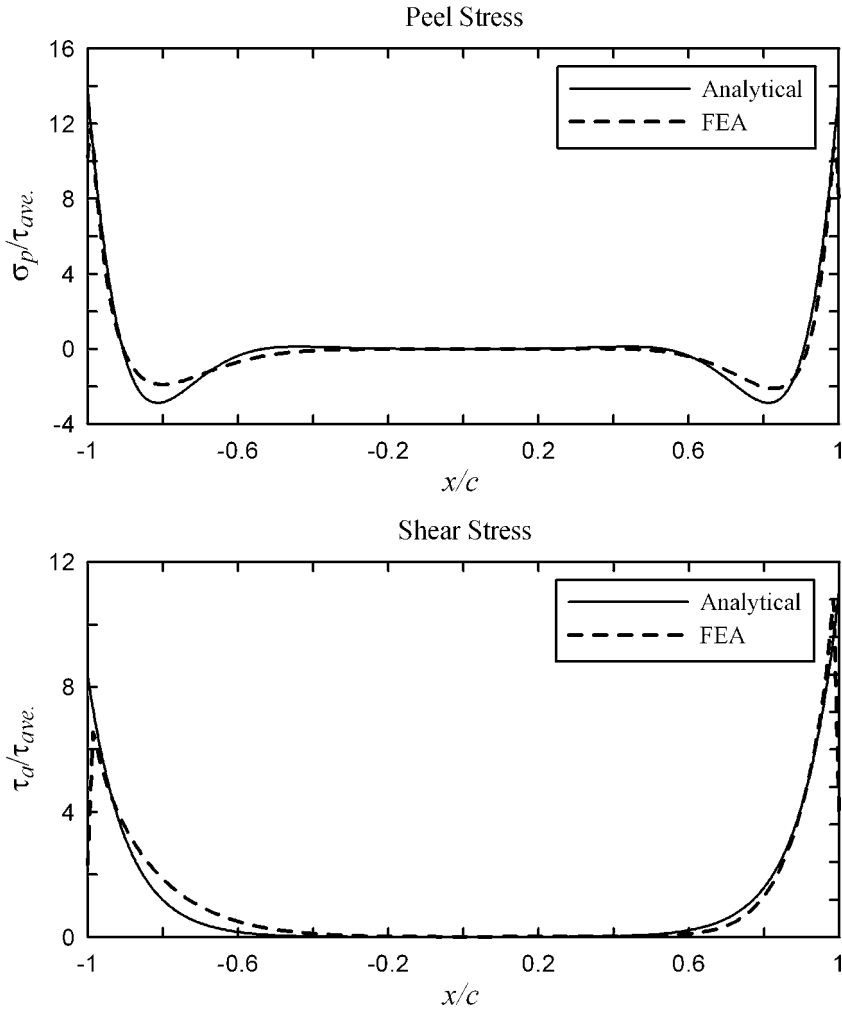 Peel Stress
16
12
8
4
0
-4
σp/τave.
Analytical
FEA
-1
-0.6
-0.2
0.2
0.6
1
x/c
Shear Stress
12
8
4
0
τa/τave.
Analytical
FEA
-1
-0.6
-0.2
0.2
0.6
1
x/c